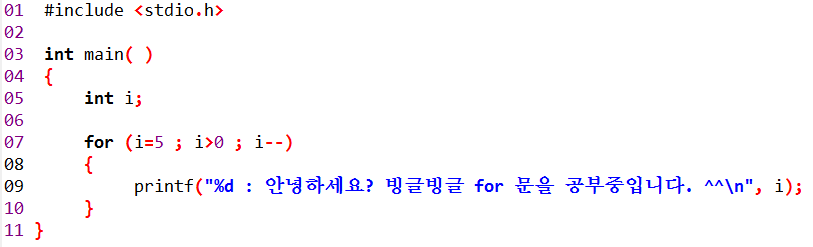 01 #include <stdio.h>
02
03 int main( )
04 {
05 int i;
06
07 for (i=5 ; i>0 ; i--)
08 {
09 printf("%d : 안녕하세요? 빙글빙글 for 문을 공부중입니다. ^^\n", i);
10 }
11 }